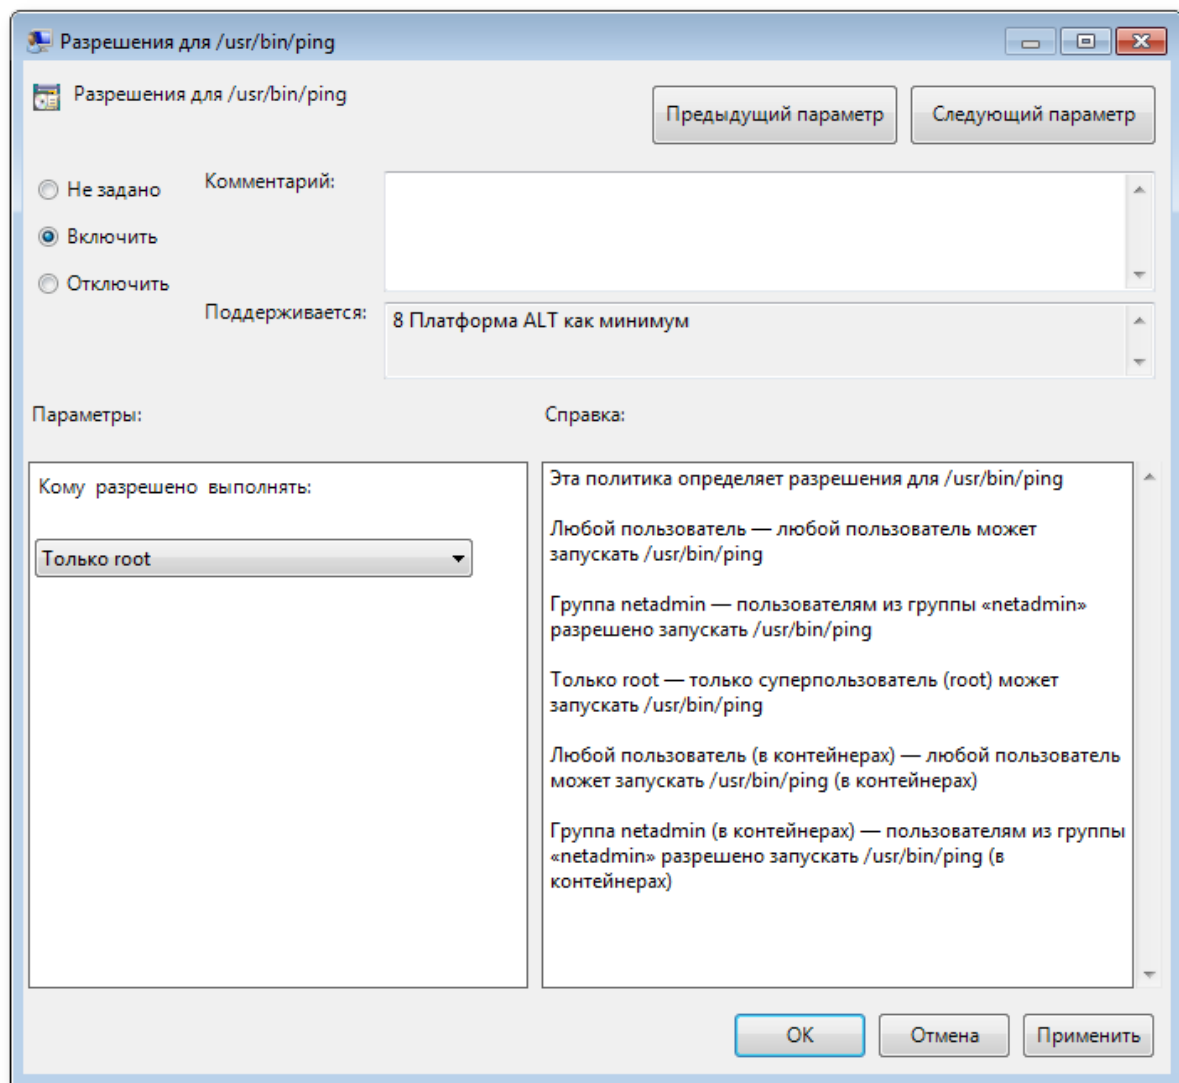 Разрешения для /usr/bin/ping
Разрешения для /usr/bin/ping
Предыдущий параметр
Следующий параметр
Не задано
Комментарий:
Включить
Отключить
Поддерживается:
8 Платформа ALT как минимум
Параметры:
Справка:
Кому разрешено выполнять:
Только root
Эта политика определяет разрешения для /usr/bin/ping
Любой пользователь — любой пользователь может
запускать /usr/bin/ping
Группа netadmin — пользователям из группы «netadmin»
разрешено запускать /usr/bin/ping
Только root — только суперпользователь (root) может
запускать /usr/bin/ping
Любой пользователь (в контейнерах) — любой пользователь
может запускать /usr/bin/ping (в контейнерах)
Группа netadmin (в контейнерах) — пользователям из группы
«netadmin» разрешено запускать /usr/bin/ping (в
контейнерах)
ОК
Отмена
Применить